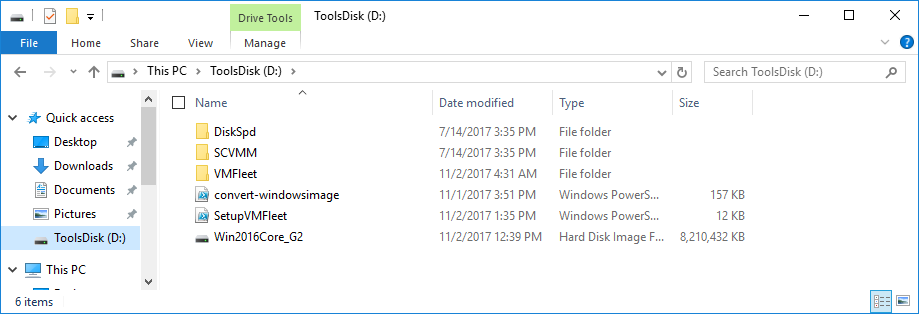 Drive Tools ToolsDisk (D:)
File Home Share View Manage
This PC ToolsDisk (D:) Search ToolsDisk (D:)
Name Date modified Type Size
Quick access
Desktop
Downloads
Documents
Pictures
ToolsDisk (D:)
This PC
DiskSpd 7/14/2017 3:35 PM File folder
SCVMM 7/14/2017 3:35 PM File folder
VMFleet 11/2/2017 4:31 AM File folder
convert-windowsimage 11/1/2017 3:51 PM Windows PowerS... 157 KB
SetupVMFleet 11/2/2017 1:35 PM Windows PowerS... 12 KB
Win2016Core_G2 11/2/2017 12:39 PM Hard Disk Image F... 8,210,432 KB
6 items